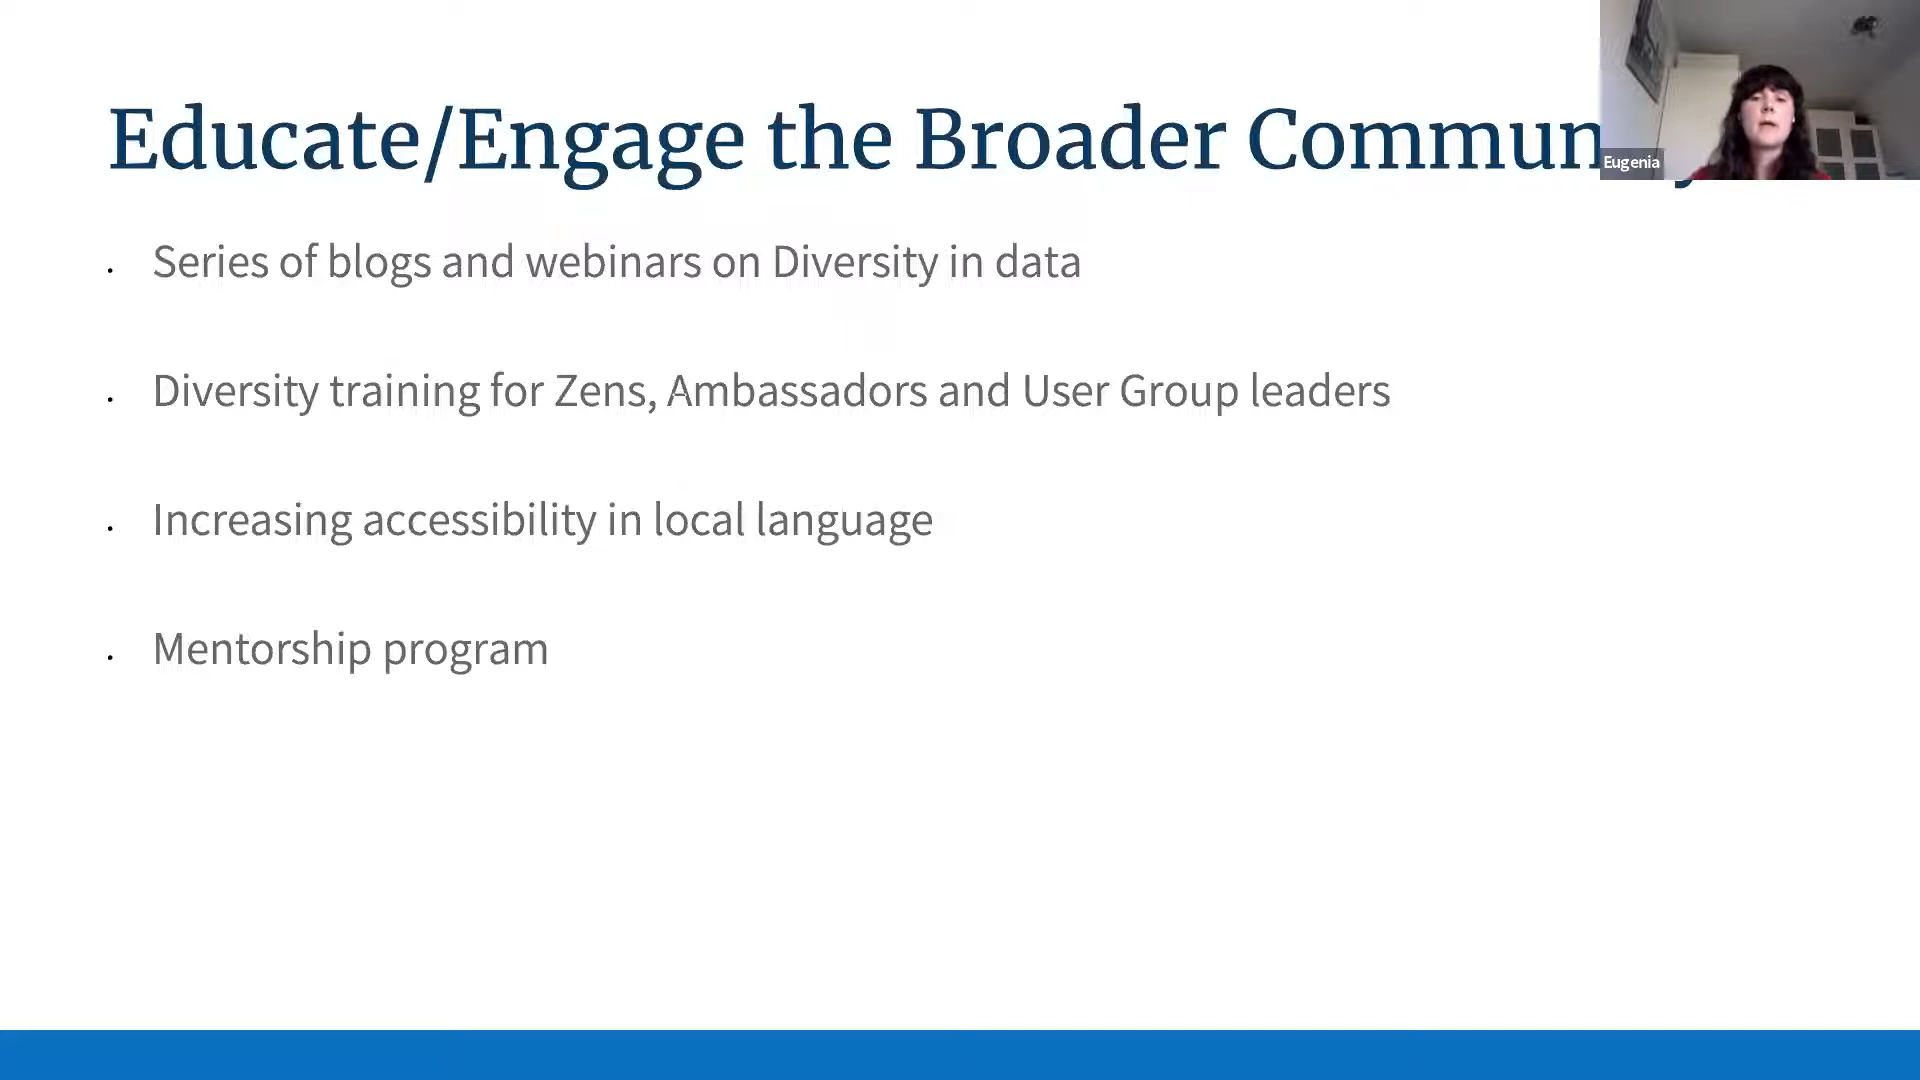 Educate/Engage the Broader
Eugenia
Series of blogs and webinars on Diversity in data
Diversity training for Zens, Ambassadors and User Group leaders
Increasing accessibility in local language
Mentorship program